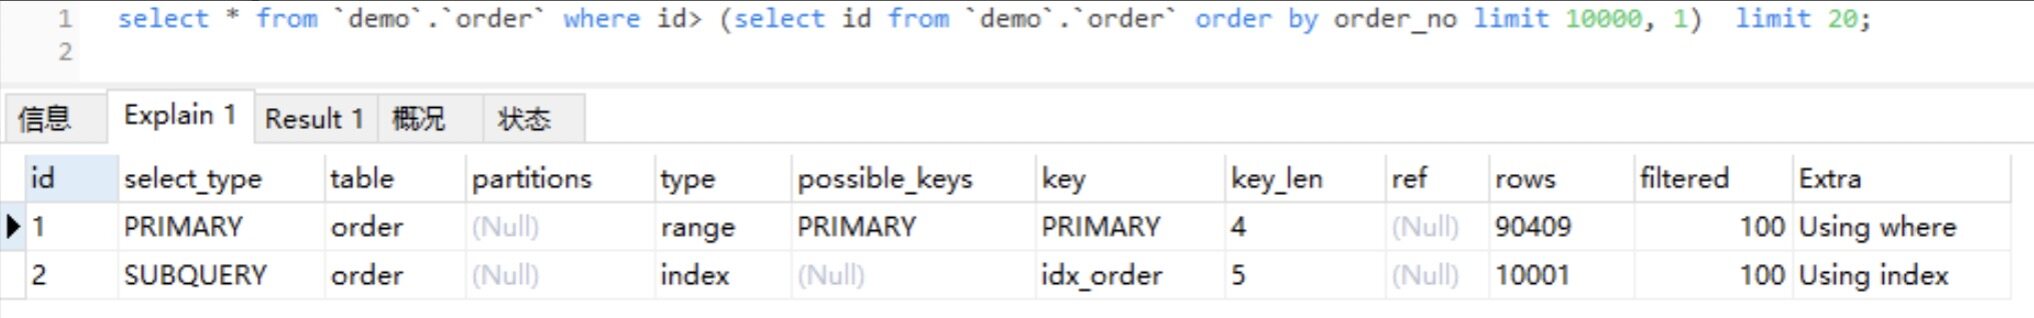 1 select * from `demo`.`order` where id> (select id from `demo`.`order` order by order_no limit 10000, 1)  limit 20;
2
信息 Explain 1 Result 1 概况 状态
id select_type table partitions type possible_keys key key_len ref rows filtered Extra
1 PRIMARY order (Null) range PRIMARY PRIMARY 4 (Null) 90409 100 Using where
2 SUBQUERY order (Null) index (Null) idx_order 5 (Null) 10001 100 Using index